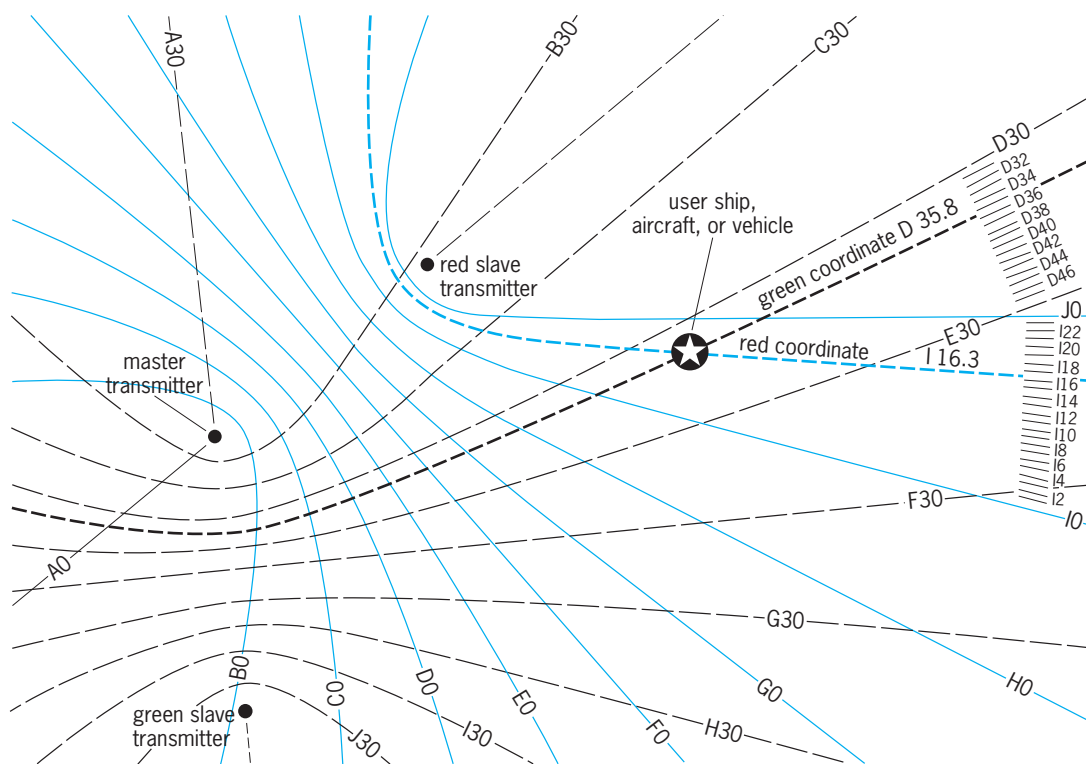 A30
B30
C30
D30
D32
D34
D36
D38
D40
D42
D44
D46
user ship,
aircraft, or vehicle
green coordinate D 35.8
red slave
transmitter
J0
E30
I22
I20
I18
I16
I14
I12
I10
I8
I6
I4
I2
I0
red coordinate
I 16.3
master
transmitter
F30
A0
G30
B0
C0
D0
E0
F0
G0
H0
green slave
transmitter
J30
I30
H30